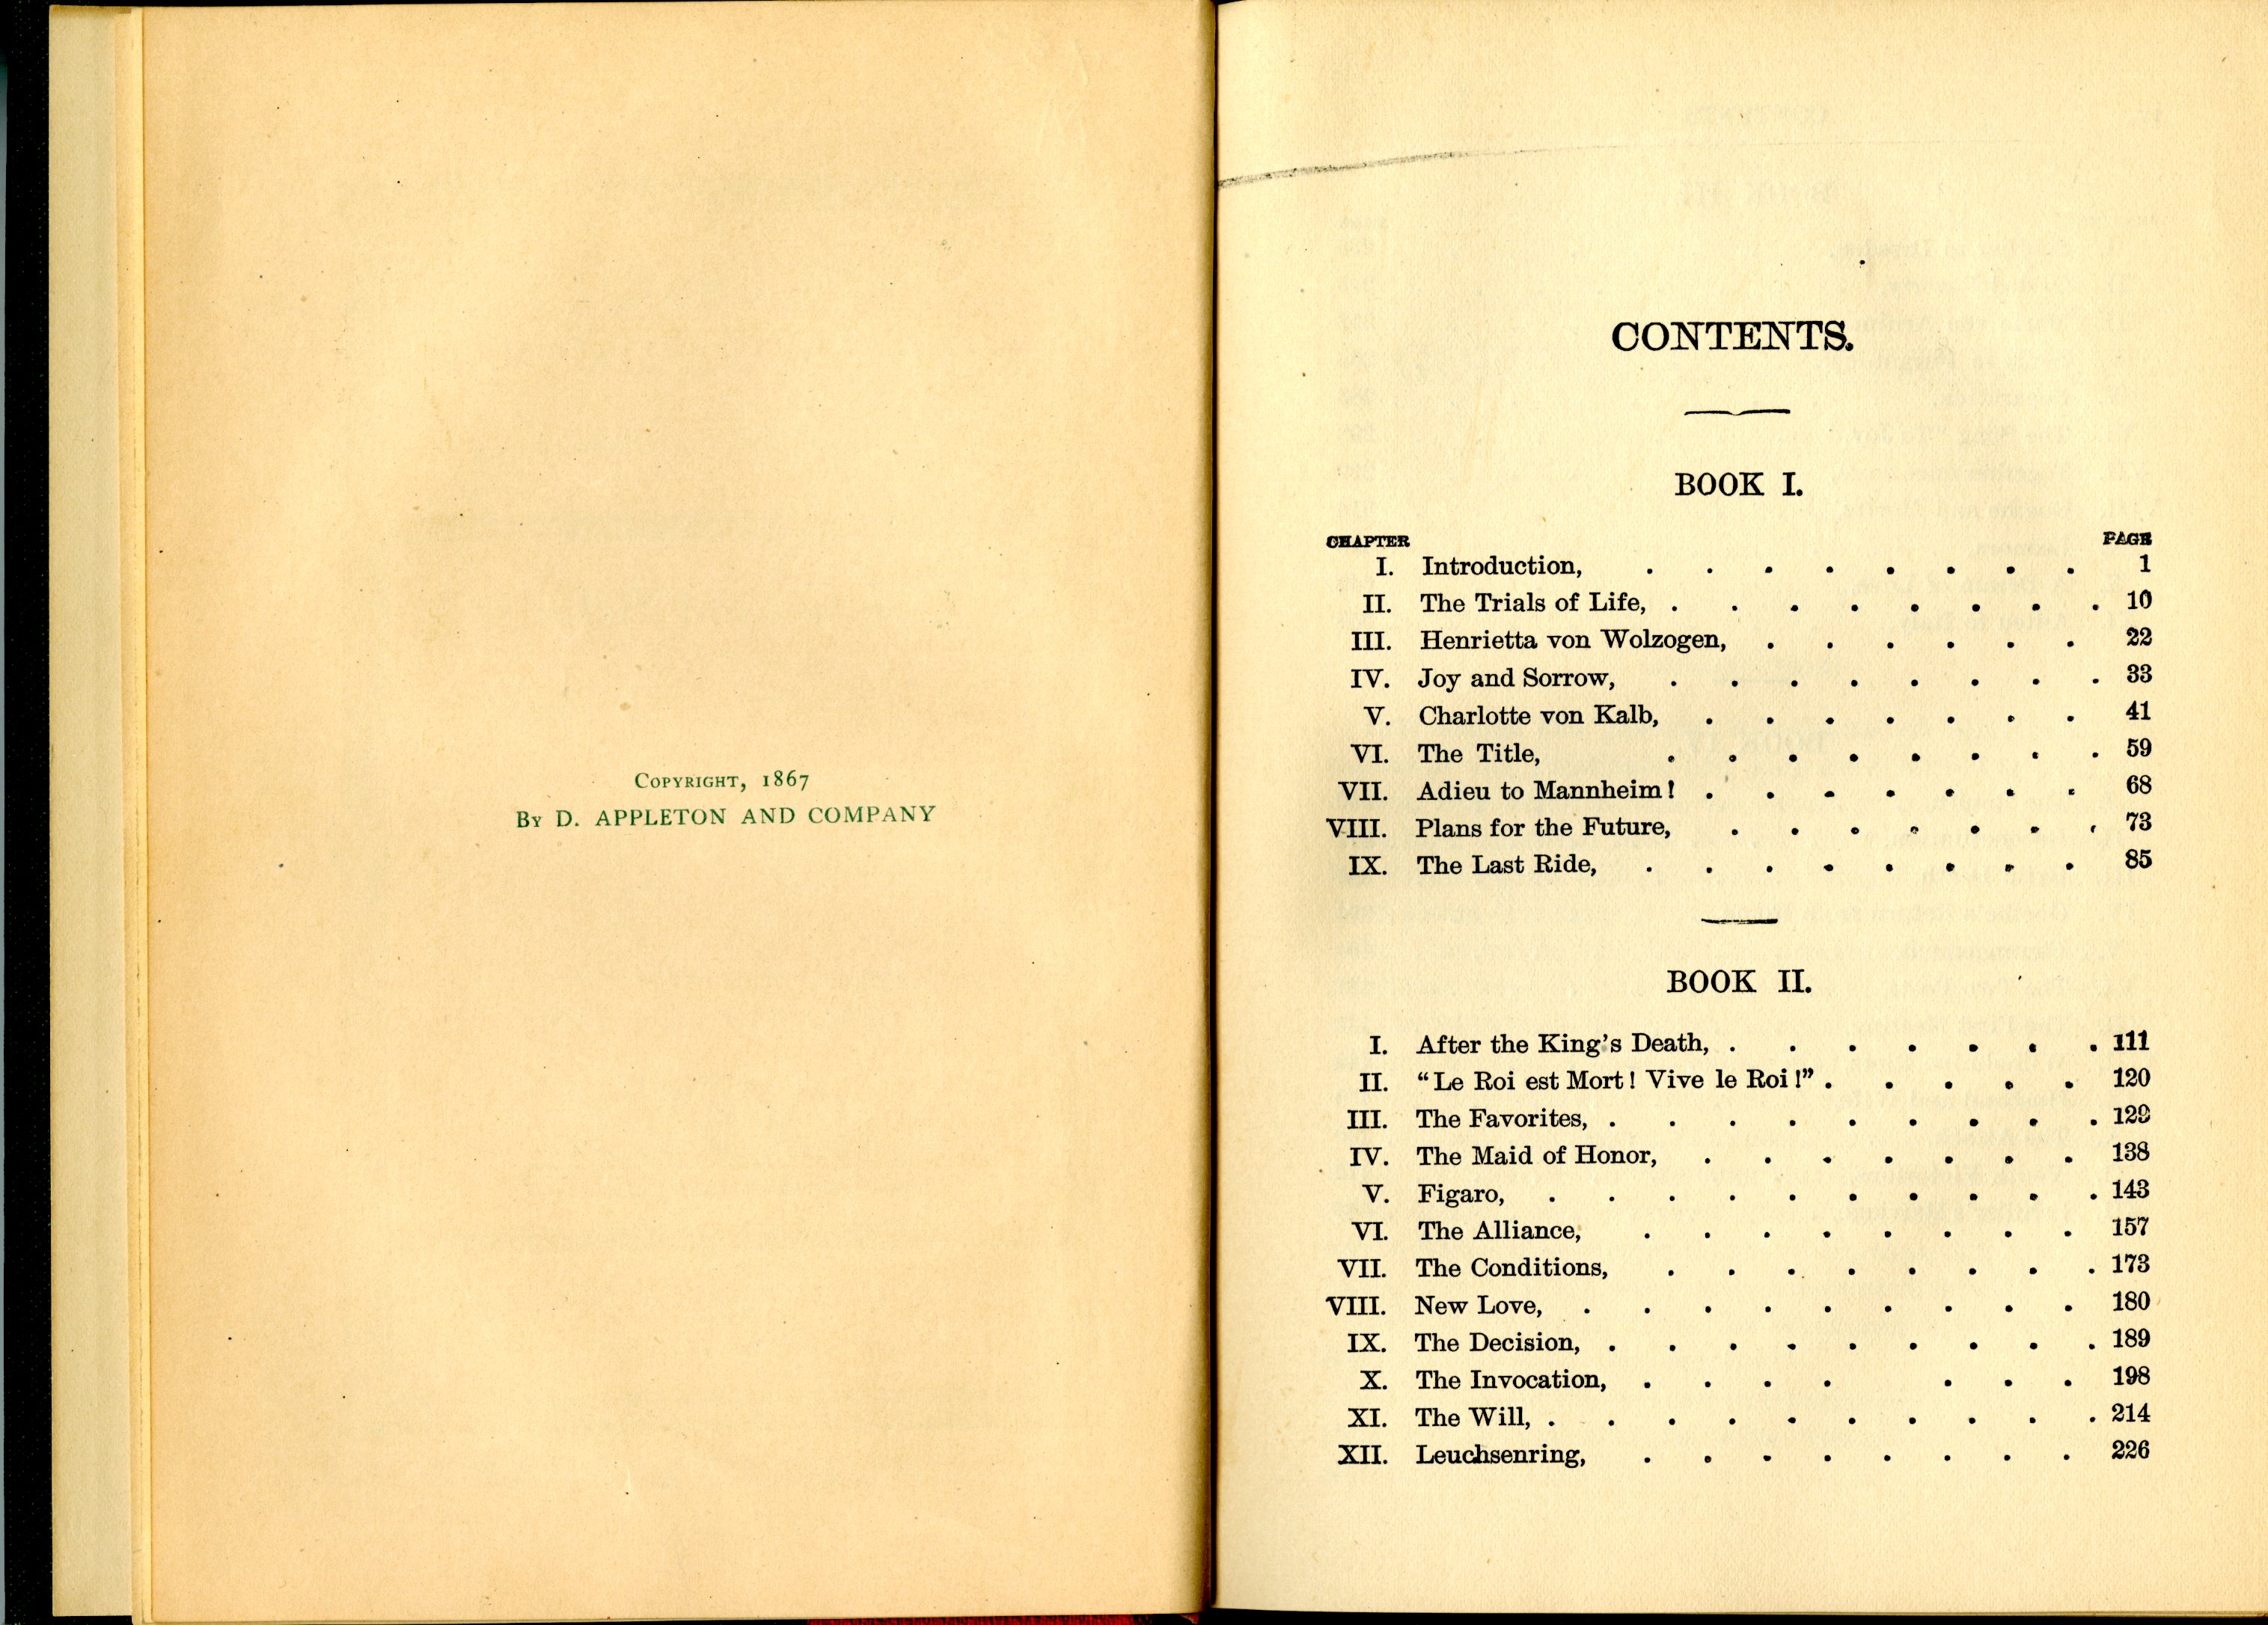 Copyright, 1867
By D. APPLETON AND COMPANY
CONTENTS.
BOOK I.
CHAPTER PAGE
I. Introduction, . . . . . . . . 1
II. The Trials of Life, . . . . . . . . 10
III. Henrietta von Wolzogen, . . . . . . 22
IV. Joy and Sorrow, . . . . . . . . 33
V. Charlotte von Kalb, . . . . . . . 41
VI. The Title, . . . . . . . . 59
VII. Adieu to Mannheim! . . . . . . . 68
VIII. Plans for the Future, . . . . . . . 73
IX. The Last Ride, . . . . . . . . 85
BOOK II.
I. After the King's Death, . . . . . . . 111
II. “Le Roi est Mort! Vive le Roi!” . . . . . 120
III. The Favorites, . . . . . . . . . 129
IV. The Maid of Honor, . . . . . . . 138
V. Figaro, . . . . . . . . . . 143
VI. The Alliance, . . . . . . . . 157
VII. The Conditions, . . . . . . . . 173
VIII. New Love, . . . . . . . . . 180
IX. The Decision, . . . . . . . . . 189
X. The Invocation, . . . . . . . 198
XI. The Will, . . . . . . . . . . 214
XII. Leuchsenring, . . . . . . . . 226